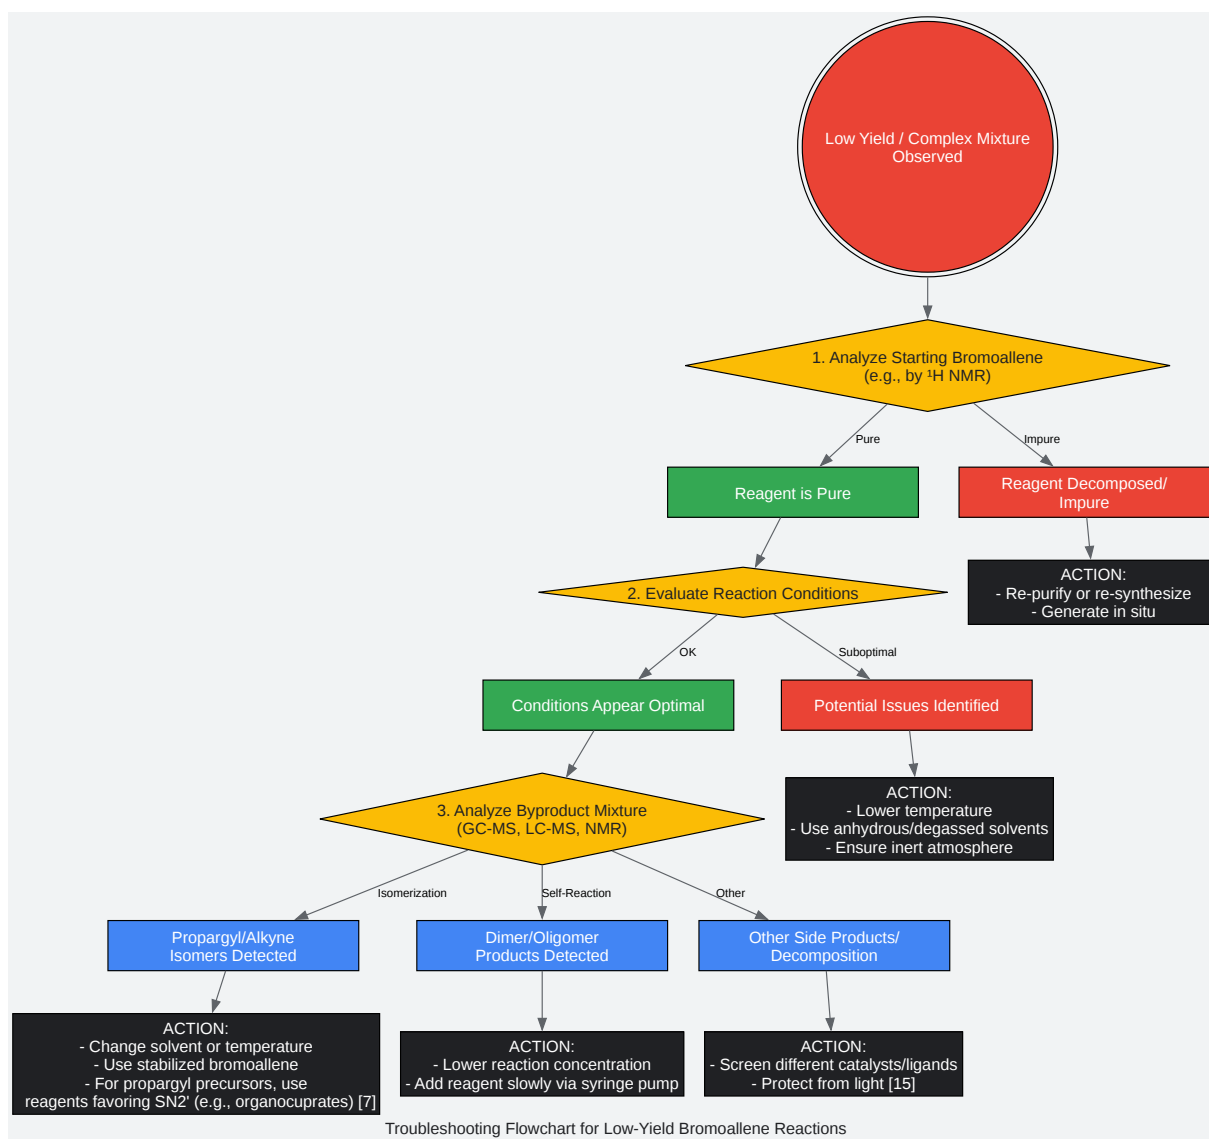 Low Yield / Complex Mixture
Observed
1. Analyze Starting Bromoallene
(e.g., by ¹H NMR)
Pure
Impure
Reagent is Pure
Reagent Decomposed/
Impure
2. Evaluate Reaction Conditions
ACTION:
- Re-purify or re-synthesize
- Generate in situ
OK
Suboptimal
Conditions Appear Optimal
Potential Issues Identified
3. Analyze Byproduct Mixture
(GC-MS, LC-MS, NMR)
ACTION:
- Lower temperature
- Use anhydrous/degassed solvents
- Ensure inert atmosphere
Isomerization
Self-Reaction
Other
Propargyl/Alkyne
Isomers Detected
Dimer/Oligomer
Products Detected
Other Side Products/
Decomposition
ACTION:
- Change solvent or temperature
- Use stabilized bromoallene
- For propargyl precursors, use
reagents favoring SN2' (e.g., organocuprates) [7]
ACTION:
- Lower reaction concentration
- Add reagent slowly via syringe pump
ACTION:
- Screen different catalysts/ligands
- Protect from light [15]
Troubleshooting Flowchart for Low-Yield Bromoallene Reactions